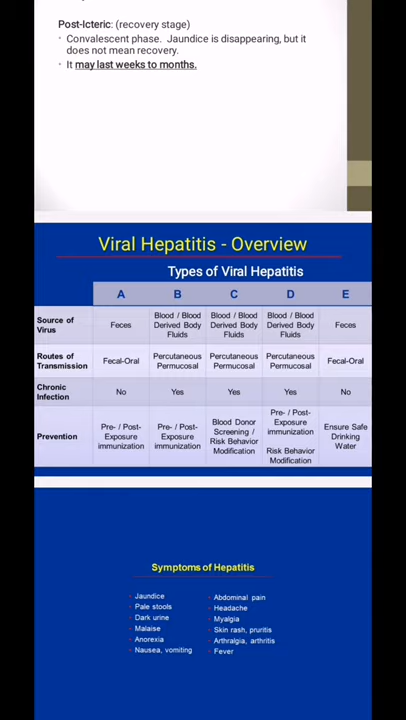 Post-Icteric: (recovery stage)
• Convalescent phase.  Jaundice is disappearing, but it
does not mean recovery.
• It may last weeks to months.
Viral Hepatitis - Overview
Types of Viral Hepatitis
A B C D E
Source of Virus Feces Blood / Blood Derived Body Fluids Blood / Blood Derived Body Fluids Blood / Blood Derived Body Fluids Feces
Routes of Transmission Fecal-Oral Percutaneous Permucosal Percutaneous Permucosal Percutaneous Permucosal Fecal-Oral
Chronic Infection No Yes Yes Yes No
Prevention Pre- / Post- Exposure immunization Pre- / Post- Exposure immunization Blood Donor Screening / Risk Behavior Modification Pre- / Post- Exposure immunization Risk Behavior Modification Ensure Safe Drinking Water
Symptoms of Hepatitis
• Jaundice
• Pale stools
• Dark urine
• Malaise
• Anorexia
• Nausea, vomiting
• Abdominal pain
• Headache
• Myalgia
• Skin rash, pruritis
• Arthralgia, arthritis
• Fever